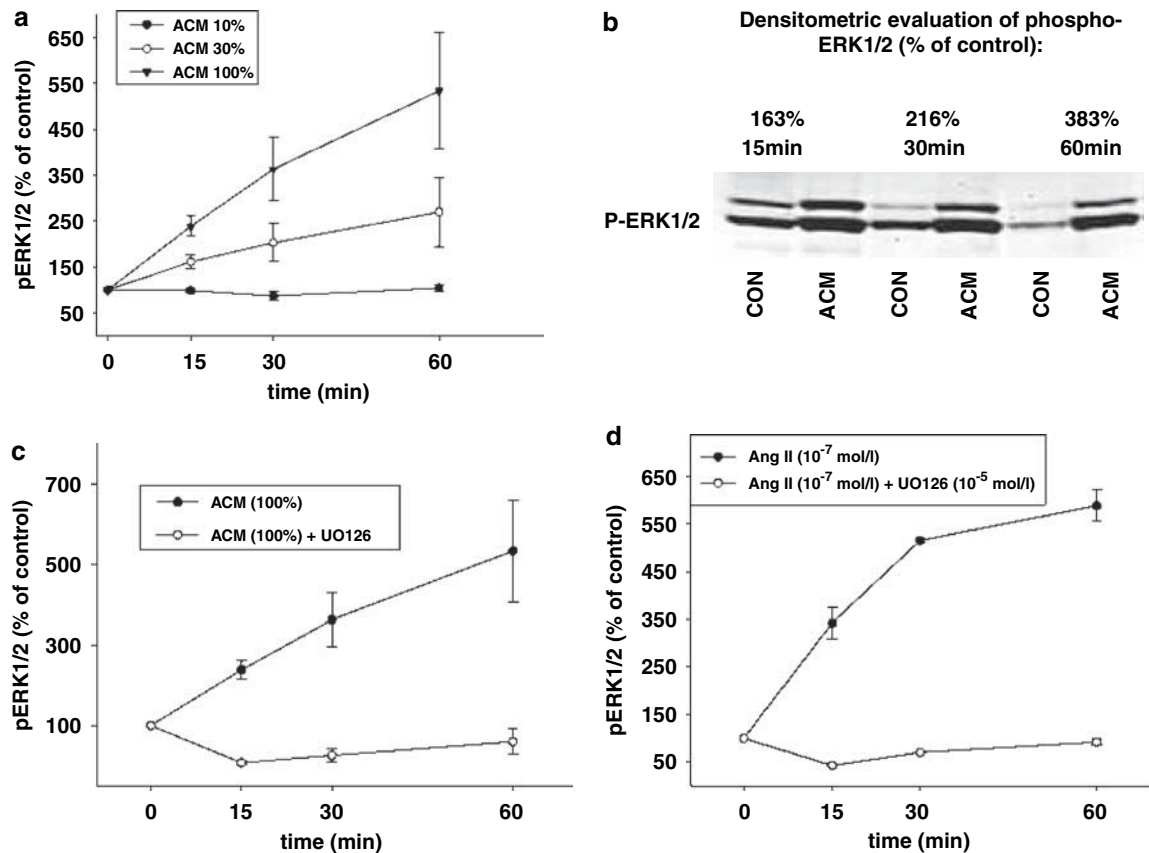 a
ACM 10%
ACM 30%
ACM 100%
650
550
450
350
250
150
50
pERK1/2 (% of control)
0 15 30 60
time (min)
b
Densitometric evaluation of phospho-
ERK1/2 (% of control):
163% 216% 383%
15min 30min 60min
P-ERK1/2
CON ACM CON ACM CON ACM
c
ACM (100%)
ACM (100%) + UO126
700
500
300
100
pERK1/2 (% of control)
0 15 30 60
time (min)
d
Ang II (10⁻⁷ mol/l)
Ang II (10⁻⁷ mol/l) + UO126 (10⁻⁵ mol/l)
650
550
450
350
250
150
50
pERK1/2 (% of control)
0 15 30 60
time (min)